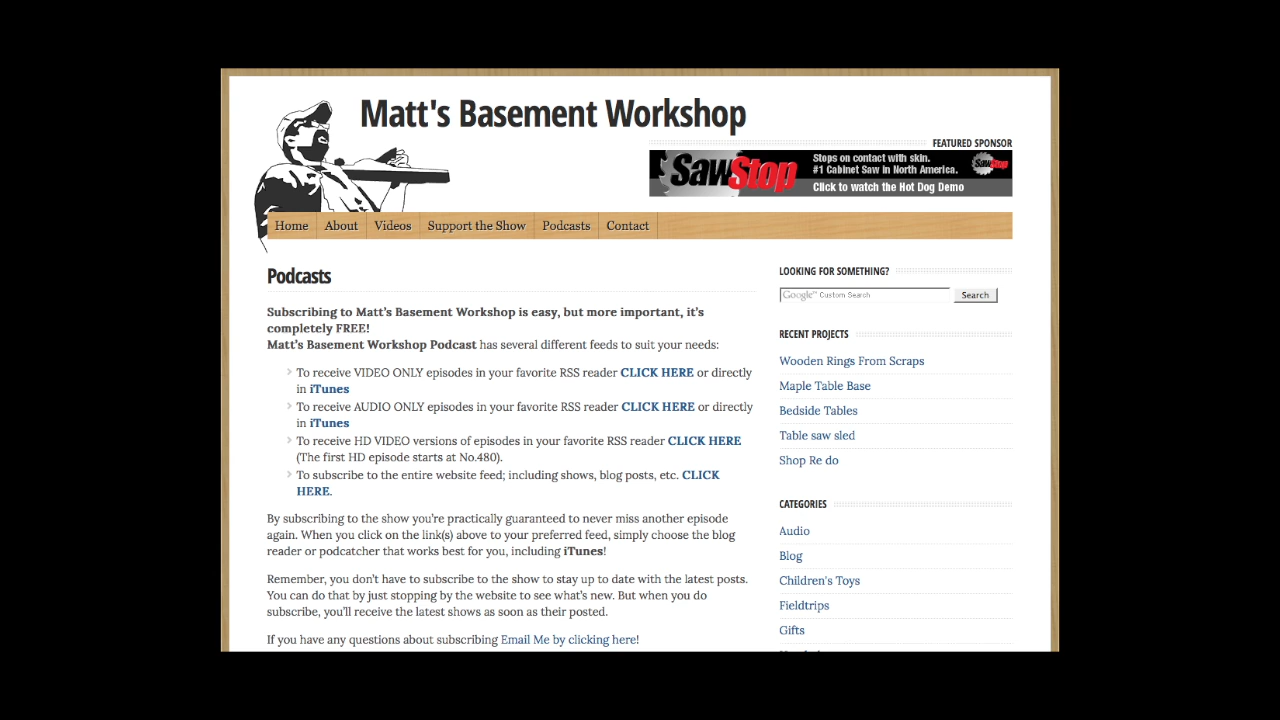 Matt's Basement Workshop
FEATURED SPONSOR
SawStop
Stops on contact with skin.
#1 Cabinet Saw in North America.
Click to watch the Hot Dog Demo
SawStop
Home About Videos Support the Show Podcasts Contact
Podcasts
Subscribing to Matt's Basement Workshop is easy, but more important, it's
completely FREE!
Matt's Basement Workshop Podcast has several different feeds to suit your needs:
To receive VIDEO ONLY episodes in your favorite RSS reader CLICK HERE or directly
in iTunes
To receive AUDIO ONLY episodes in your favorite RSS reader CLICK HERE or directly
in iTunes
To receive HD VIDEO versions of episodes in your favorite RSS reader CLICK HERE
(The first HD episode starts at No.480).
To subscribe to the entire website feed; including shows, blog posts, etc. CLICK
HERE.
By subscribing to the show you're practically guaranteed to never miss another episode
again. When you click on the link(s) above to your preferred feed, simply choose the blog
reader or podcatcher that works best for you, including iTunes!
Remember, you don't have to subscribe to the show to stay up to date with the latest posts.
You can do that by just stopping by the website to see what's new. But when you do
subscribe, you'll receive the latest shows as soon as their posted.
If you have any questions about subscribing Email Me by clicking here!
LOOKING FOR SOMETHING?
Google™ Custom Search Search
RECENT PROJECTS
Wooden Rings From Scraps
Maple Table Base
Bedside Tables
Table saw sled
Shop Re do
CATEGORIES
Audio
Blog
Children's Toys
Fieldtrips
Gifts